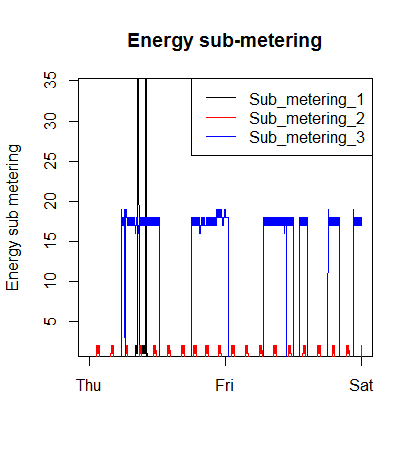 Energy sub-metering
Sub_metering_1
Sub_metering_2
Sub_metering_3
Energy sub metering
35
30
25
20
15
10
5
Thu Fri Sat